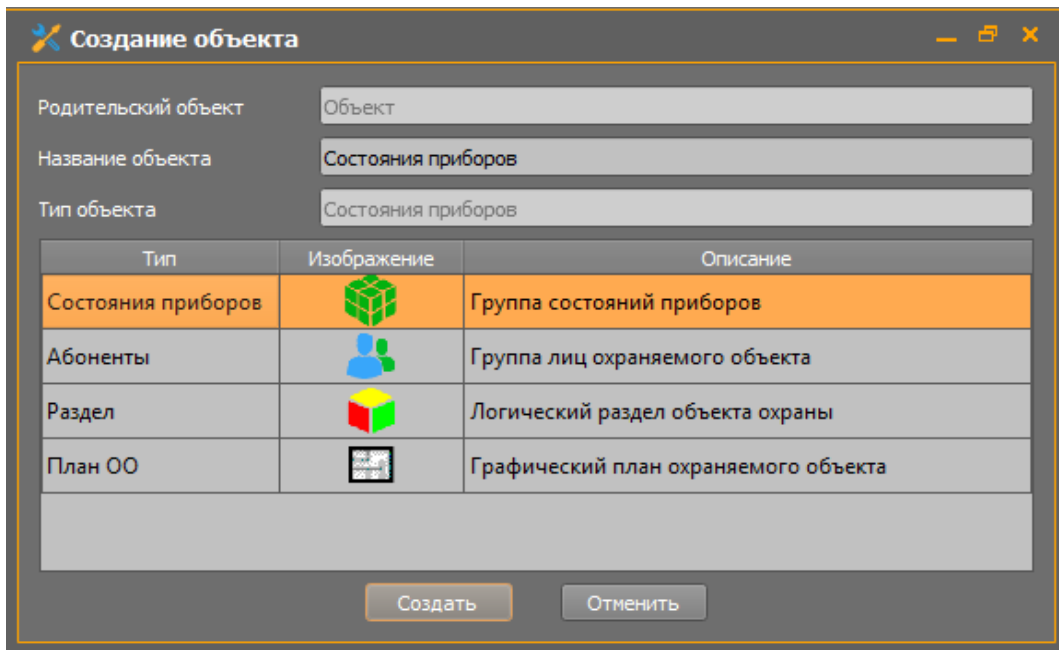 Создание объекта
Родительский объект Объект
Название объекта Состояния приборов
Тип объекта Состояния приборов
Тип Изображение Описание
Состояния приборов Группа состояний приборов
Абоненты Группа лиц охраняемого объекта
Раздел Логический раздел объекта охраны
План ОО Графический план охраняемого объекта
Создать Отменить